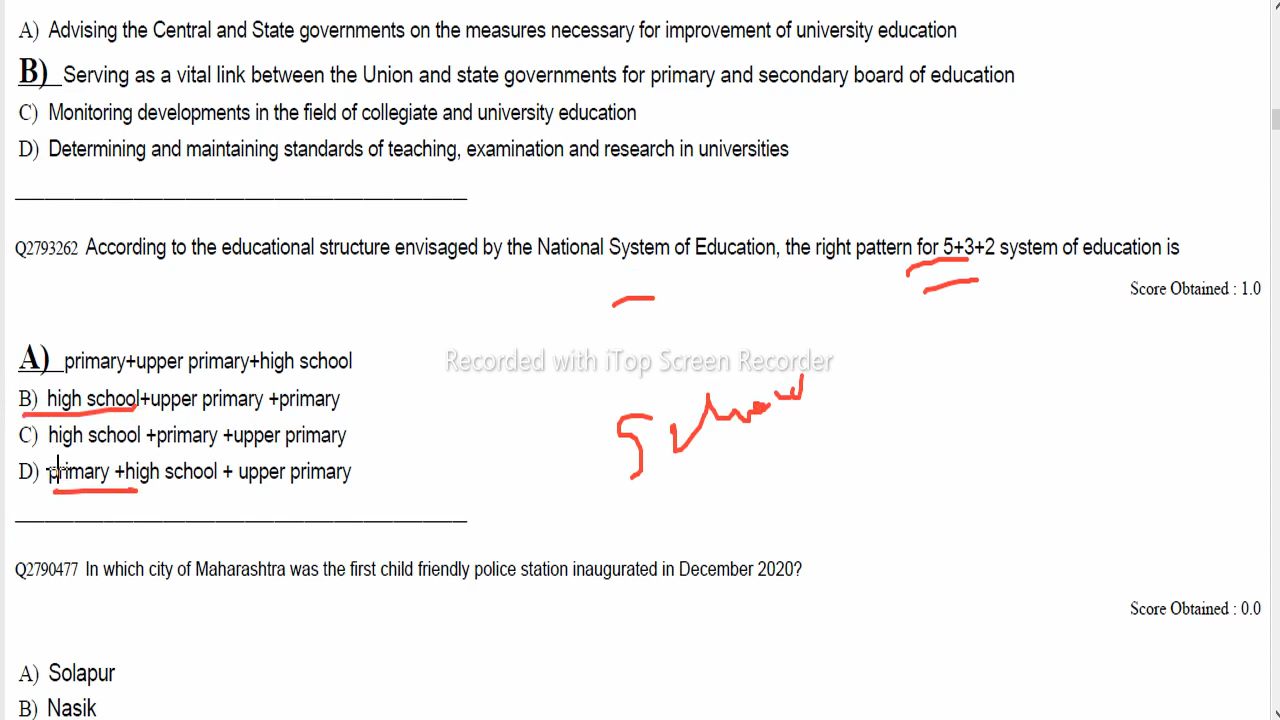 A) Advising the Central and State governments on the measures necessary for improvement of university education
B) Serving as a vital link between the Union and state governments for primary and secondary board of education
C) Monitoring developments in the field of collegiate and university education
D) Determining and maintaining standards of teaching, examination and research in universities
Q2793262 According to the educational structure envisaged by the National System of Education, the right pattern for 5+3+2 system of education is
Score Obtained : 1.0
A) primary+upper primary+high school
Recorded with iTop Screen Recorder
B) high school+upper primary +primary
C) high school +primary +upper primary
D) primary +high school + upper primary
Q2790477 In which city of Maharashtra was the first child friendly police station inaugurated in December 2020?
Score Obtained : 0.0
A) Solapur
B) Nasik